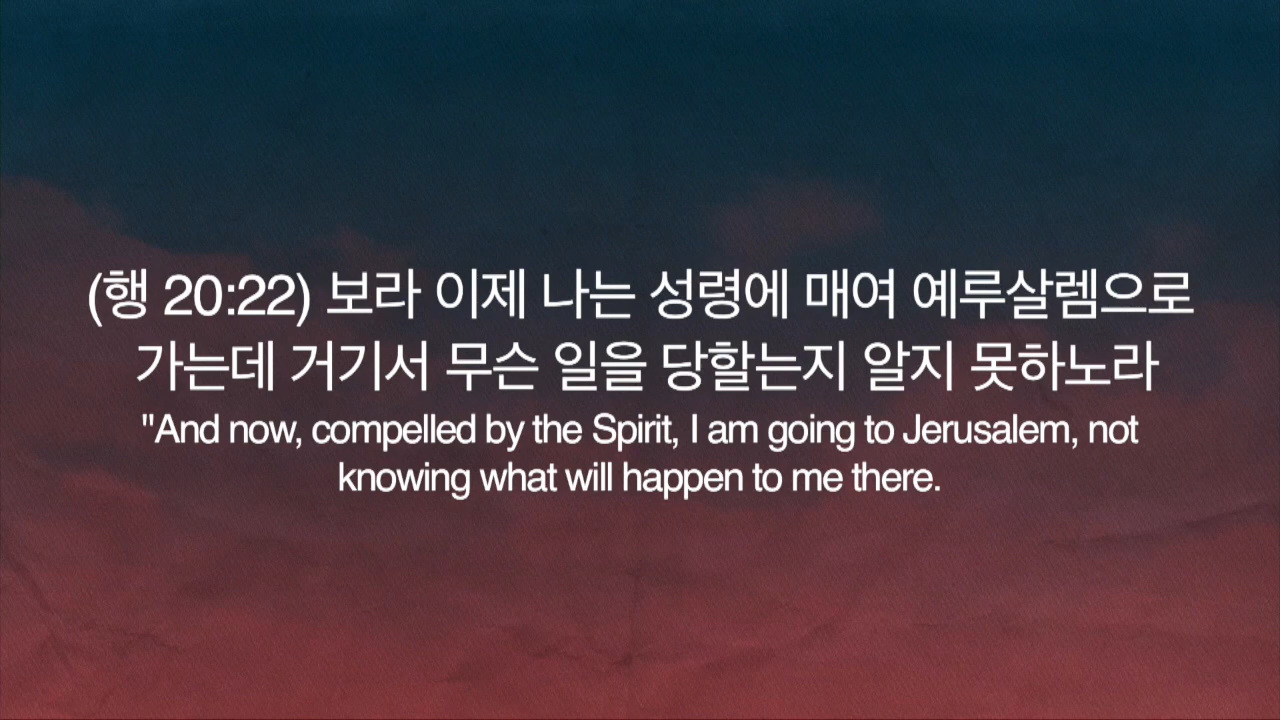 (행 20:22) 보라 이제 나는 성령에 매여 예루살렘으로
가는데 거기서 무슨 일을 당할는지 알지 못하노라
"And now, compelled by the Spirit, I am going to Jerusalem, not
knowing what will happen to me there.